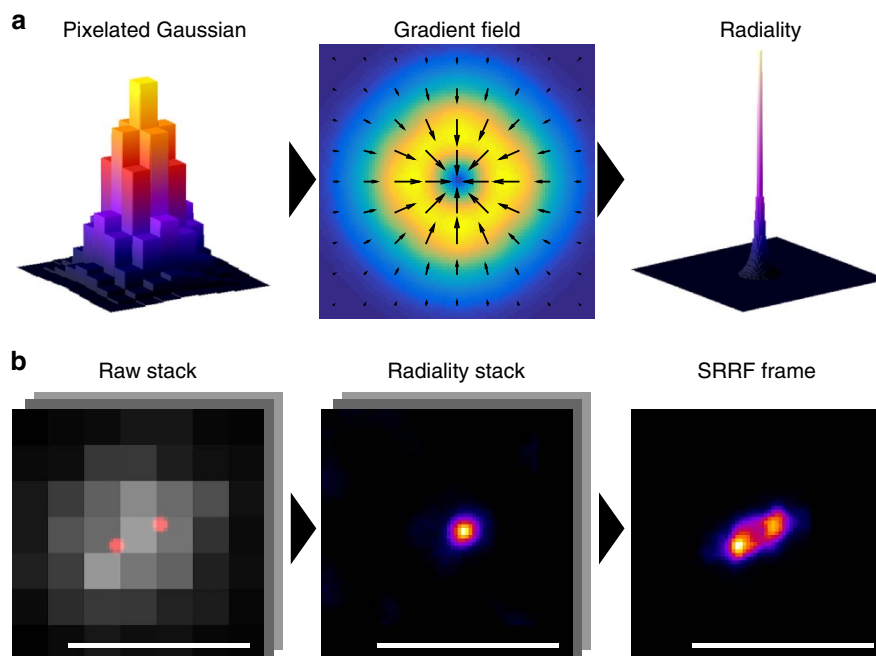 a
Pixelated Gaussian
Gradient field
Radiality
b
Raw stack
Radiality stack
SRRF frame